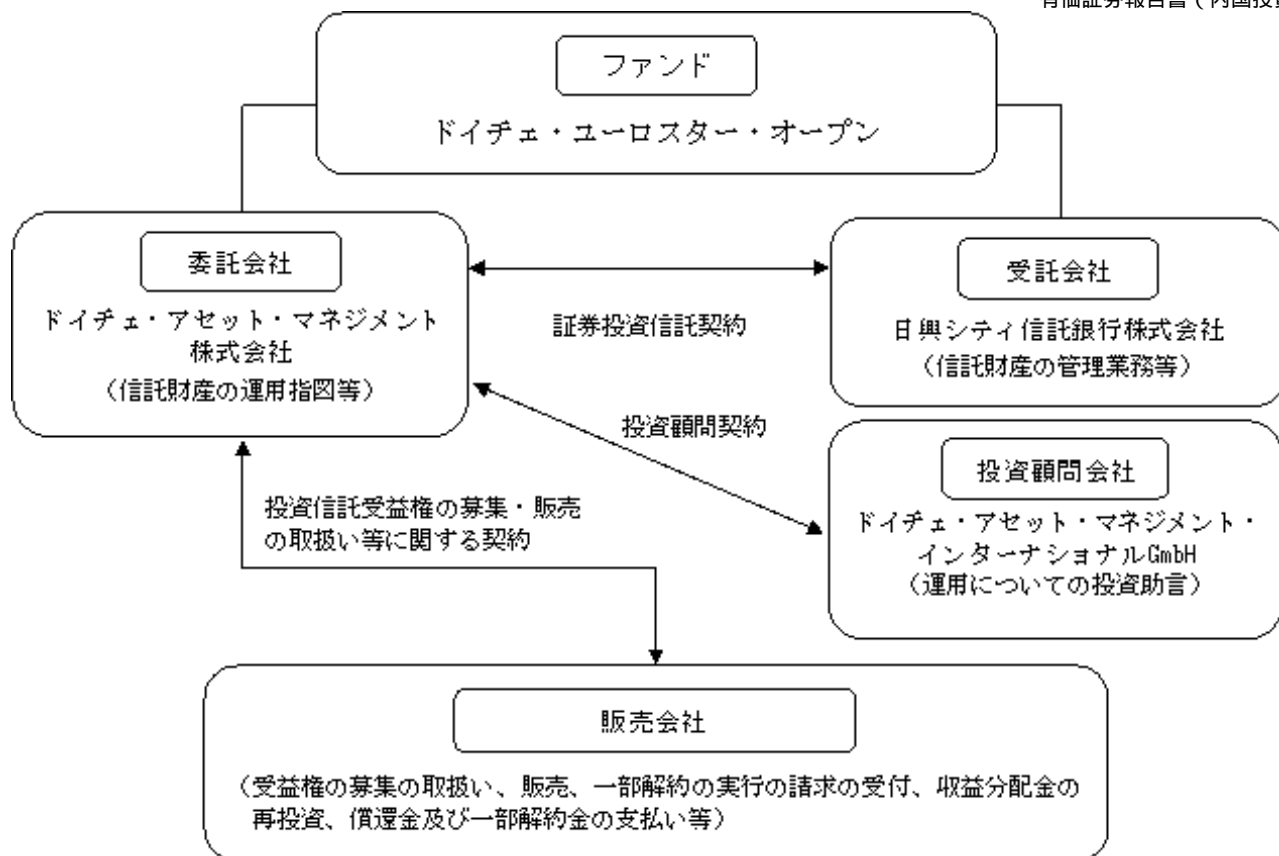 有価証券報告書(内国投資
ファンド
ドイチェ・ユーロスター・オープン
委託会社
ドイチェ・アセット・マネジメント
株式会社
(信託財産の運用指図等)
証券投資信託契約
受託会社
日興シティ信託銀行株式会社
(信託財産の管理業務等)
投資顧問契約
投資顧問会社
ドイチェ・アセット・マネジメント・
インターナショナルGmbH
(運用についての投資助言)
投資信託受益権の募集・販売
の取扱い等に関する契約
販売会社
(受益権の募集の取扱い、販売、一部解約の実行の請求の受付、収益分配金の
再投資、償還金及び一部解約金の支払い等)